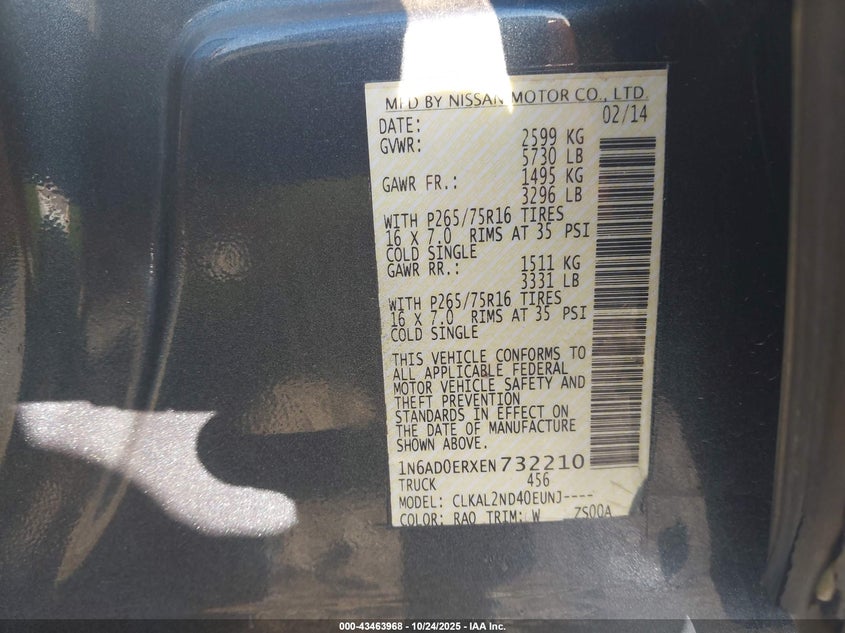 MFD BY NISSAN MOTOR CO., LTD.
DATE: 02/14
GVWR: 2599 KG
5730 LB
GAWR FR.: 1495 KG
3296 LB
WITH P265/75R16 TIRES
16 X 7.0 RIMS AT 35 PSI
COLD SINGLE
GAWR RR.: 1511 KG
3331 LB
WITH P265/75R16 TIRES
16 X 7.0 RIMS AT 35 PSI
COLD SINGLE
THIS VEHICLE CONFORMS TO
ALL APPLICABLE FEDERAL
MOTOR VEHICLE SAFETY AND
THEFT PREVENTION
STANDARDS IN EFFECT ON
THE DATE OF MANUFACTURE
SHOWN ABOVE.
1N6AD0ERXEN732210
TRUCK 456
MODEL: CLKAL2ND40EUNJ----
COLOR: RAQ TRIM: W ZS00A
000-43463968 - 10/24/2025 - IAA Inc.